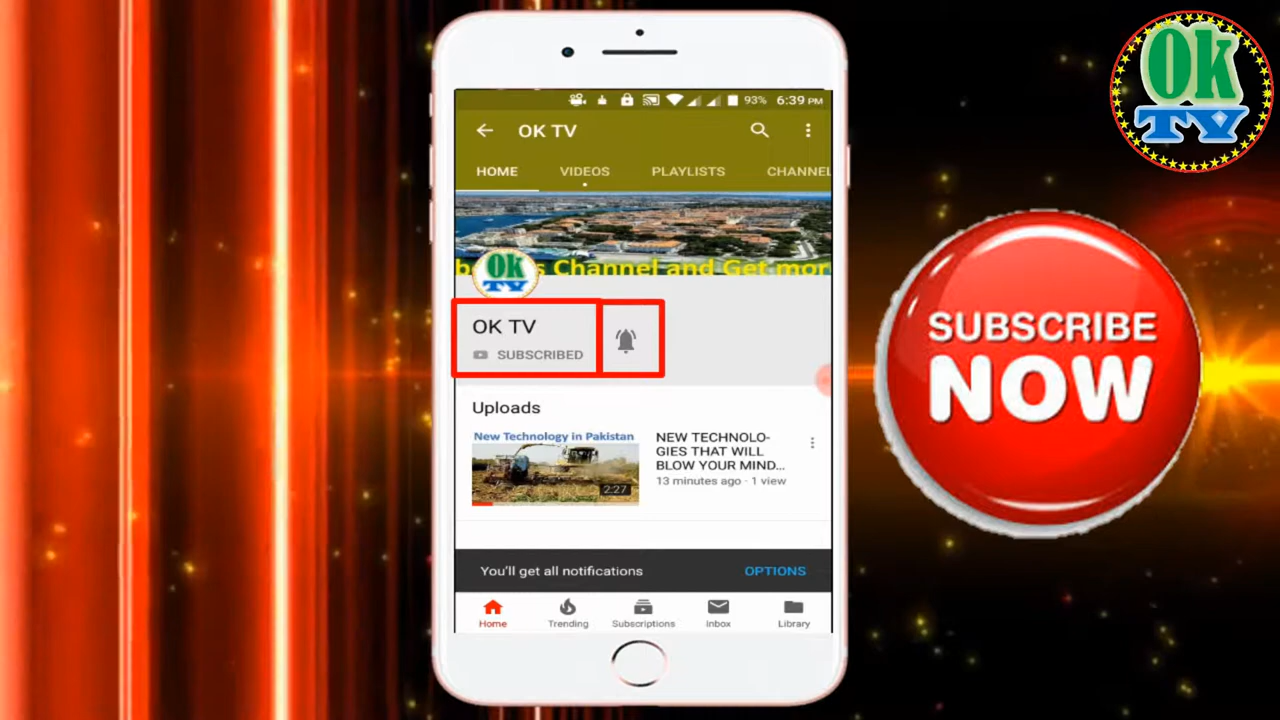 Ok
TV
93% 6:39 PM
OK TV
HOME VIDEOS PLAYLISTS CHANNEL
s Channel and Get mor
Ok
TV
OK TV
SUBSCRIBED
Uploads
New Technology in Pakistan
2:27
NEW TECHNOLO-
GIES THAT WILL
BLOW YOUR MIND...
13 minutes ago · 1 view
You'll get all notifications OPTIONS
Home Trending Subscriptions Inbox Library
SUBSCRIBE
NOW